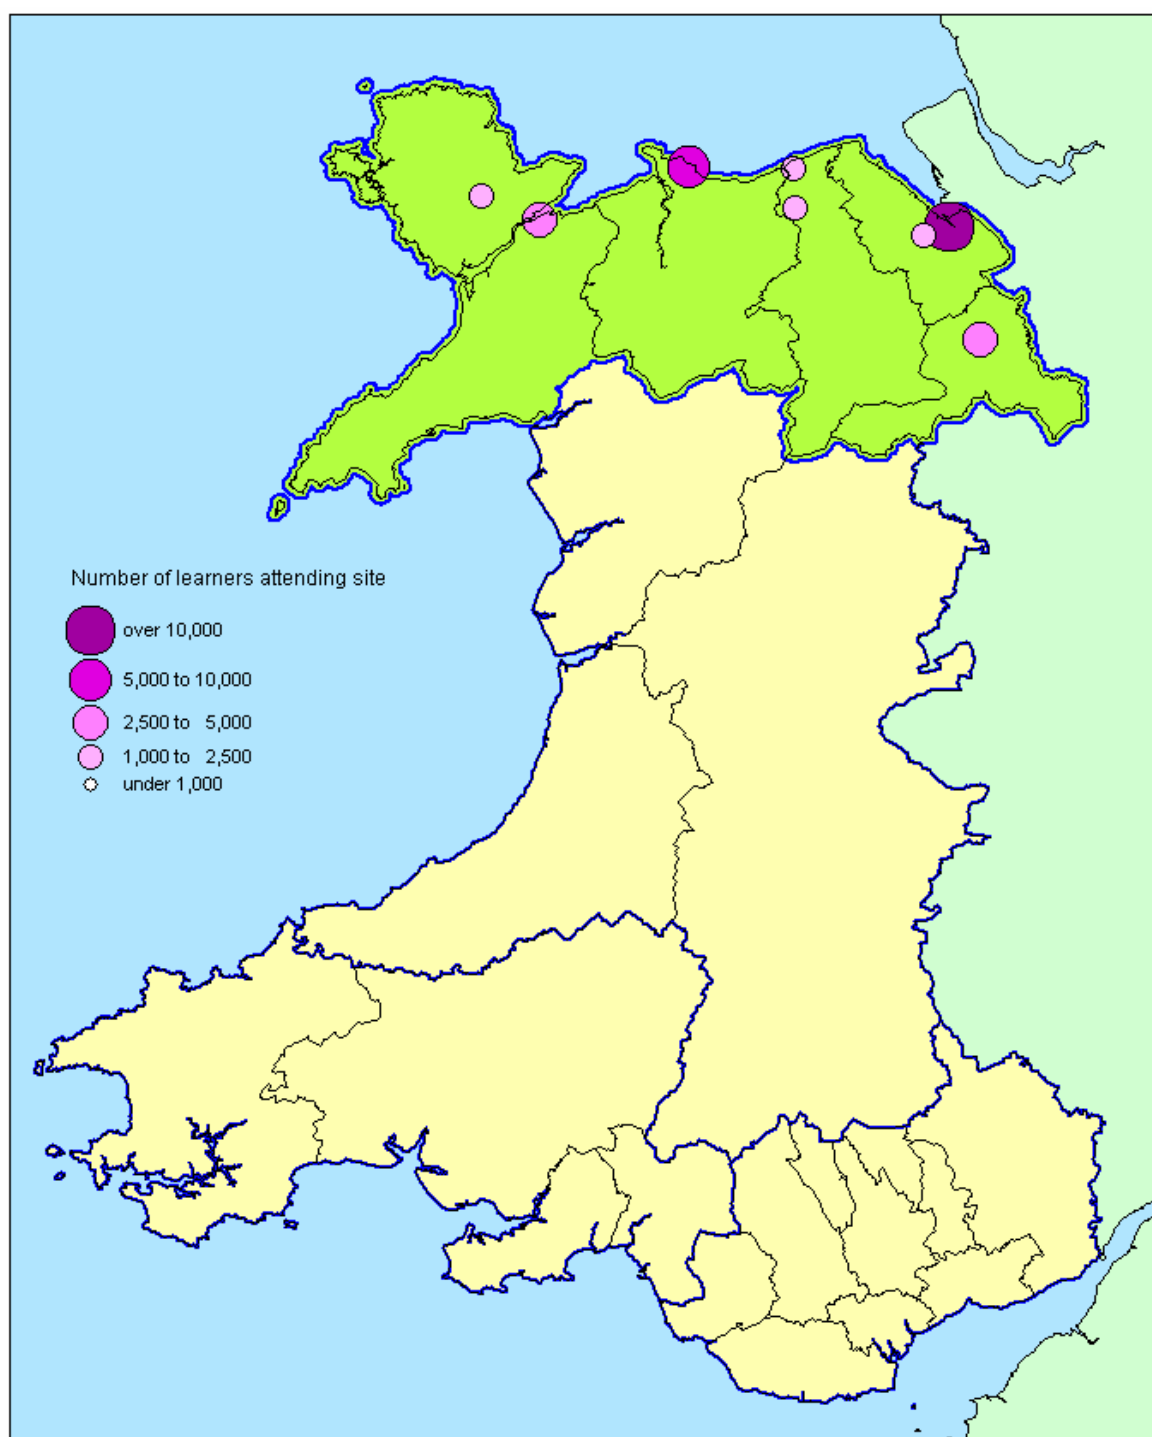 Number of learners attending site
over 10,000
5,000 to 10,000
2,500 to 5,000
1,000 to 2,500
under 1,000